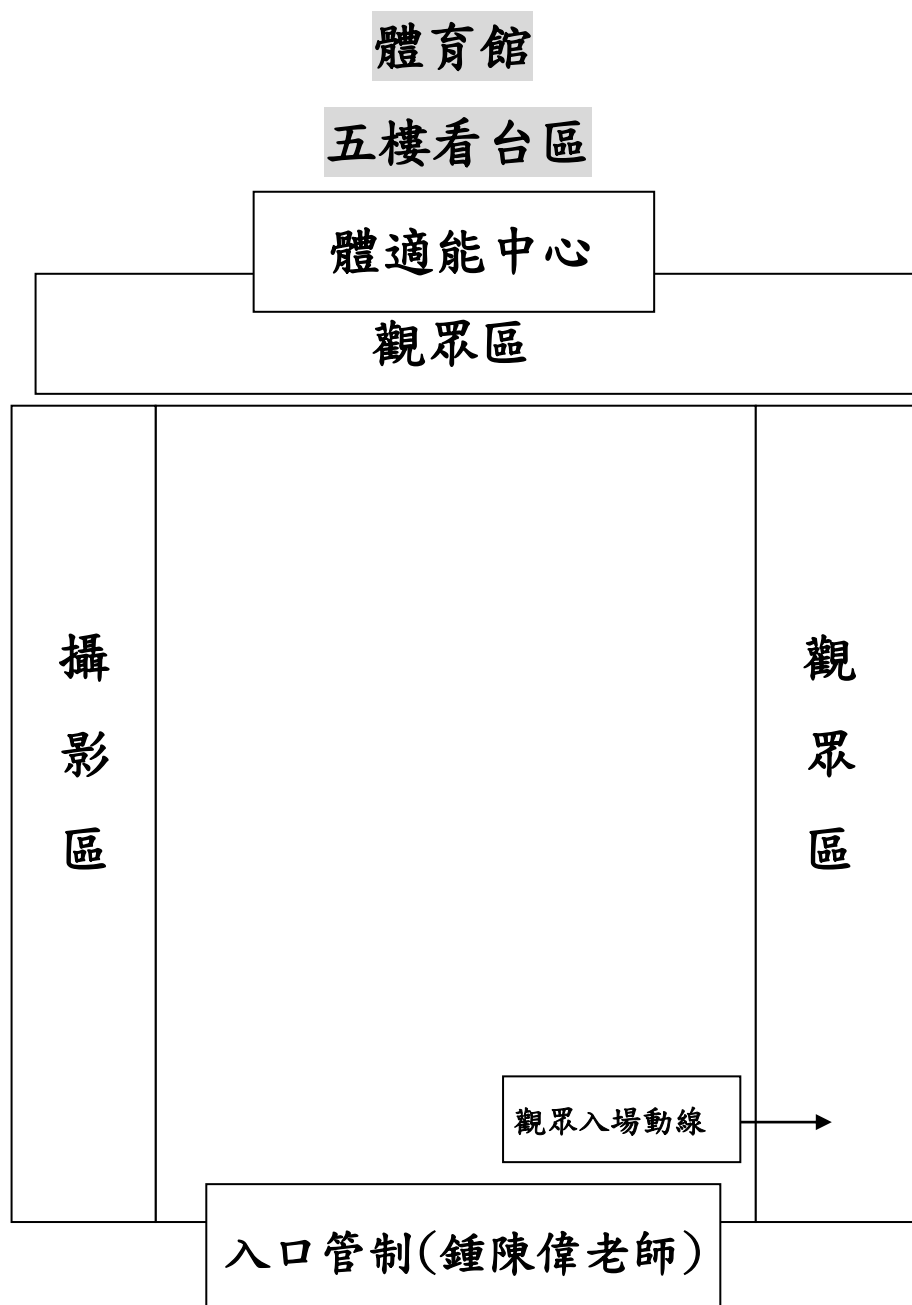 體育館
五樓看台區
體適能中心
觀眾區
攝影區
觀眾區
觀眾入場動線
入口管制(鍾陳偉老師)